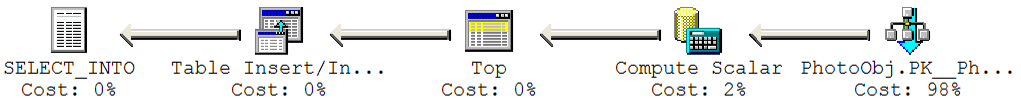 SELECT_INTO
Cost: 0%
Table Insert/In...
Cost: 0%
Top
Cost: 0%
Compute Scalar
Cost: 2%
PhotoObj.PK__Ph...
Cost: 98%